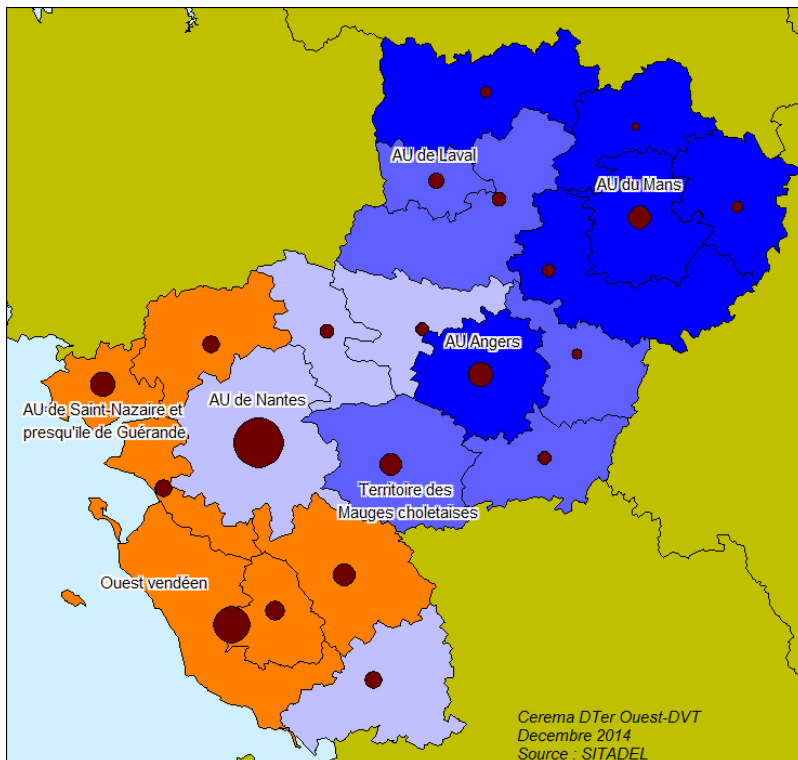 AU de Laval
AU du Mans
AU Angers
AU de Nantes
AU de Saint-Nazaire et
presqu'île de Guérande
Territoire des
Mauges choletaises
Ouest vendéen
Cerema DTer Ouest-DVT
Decembre 2014
Source : SITADEL